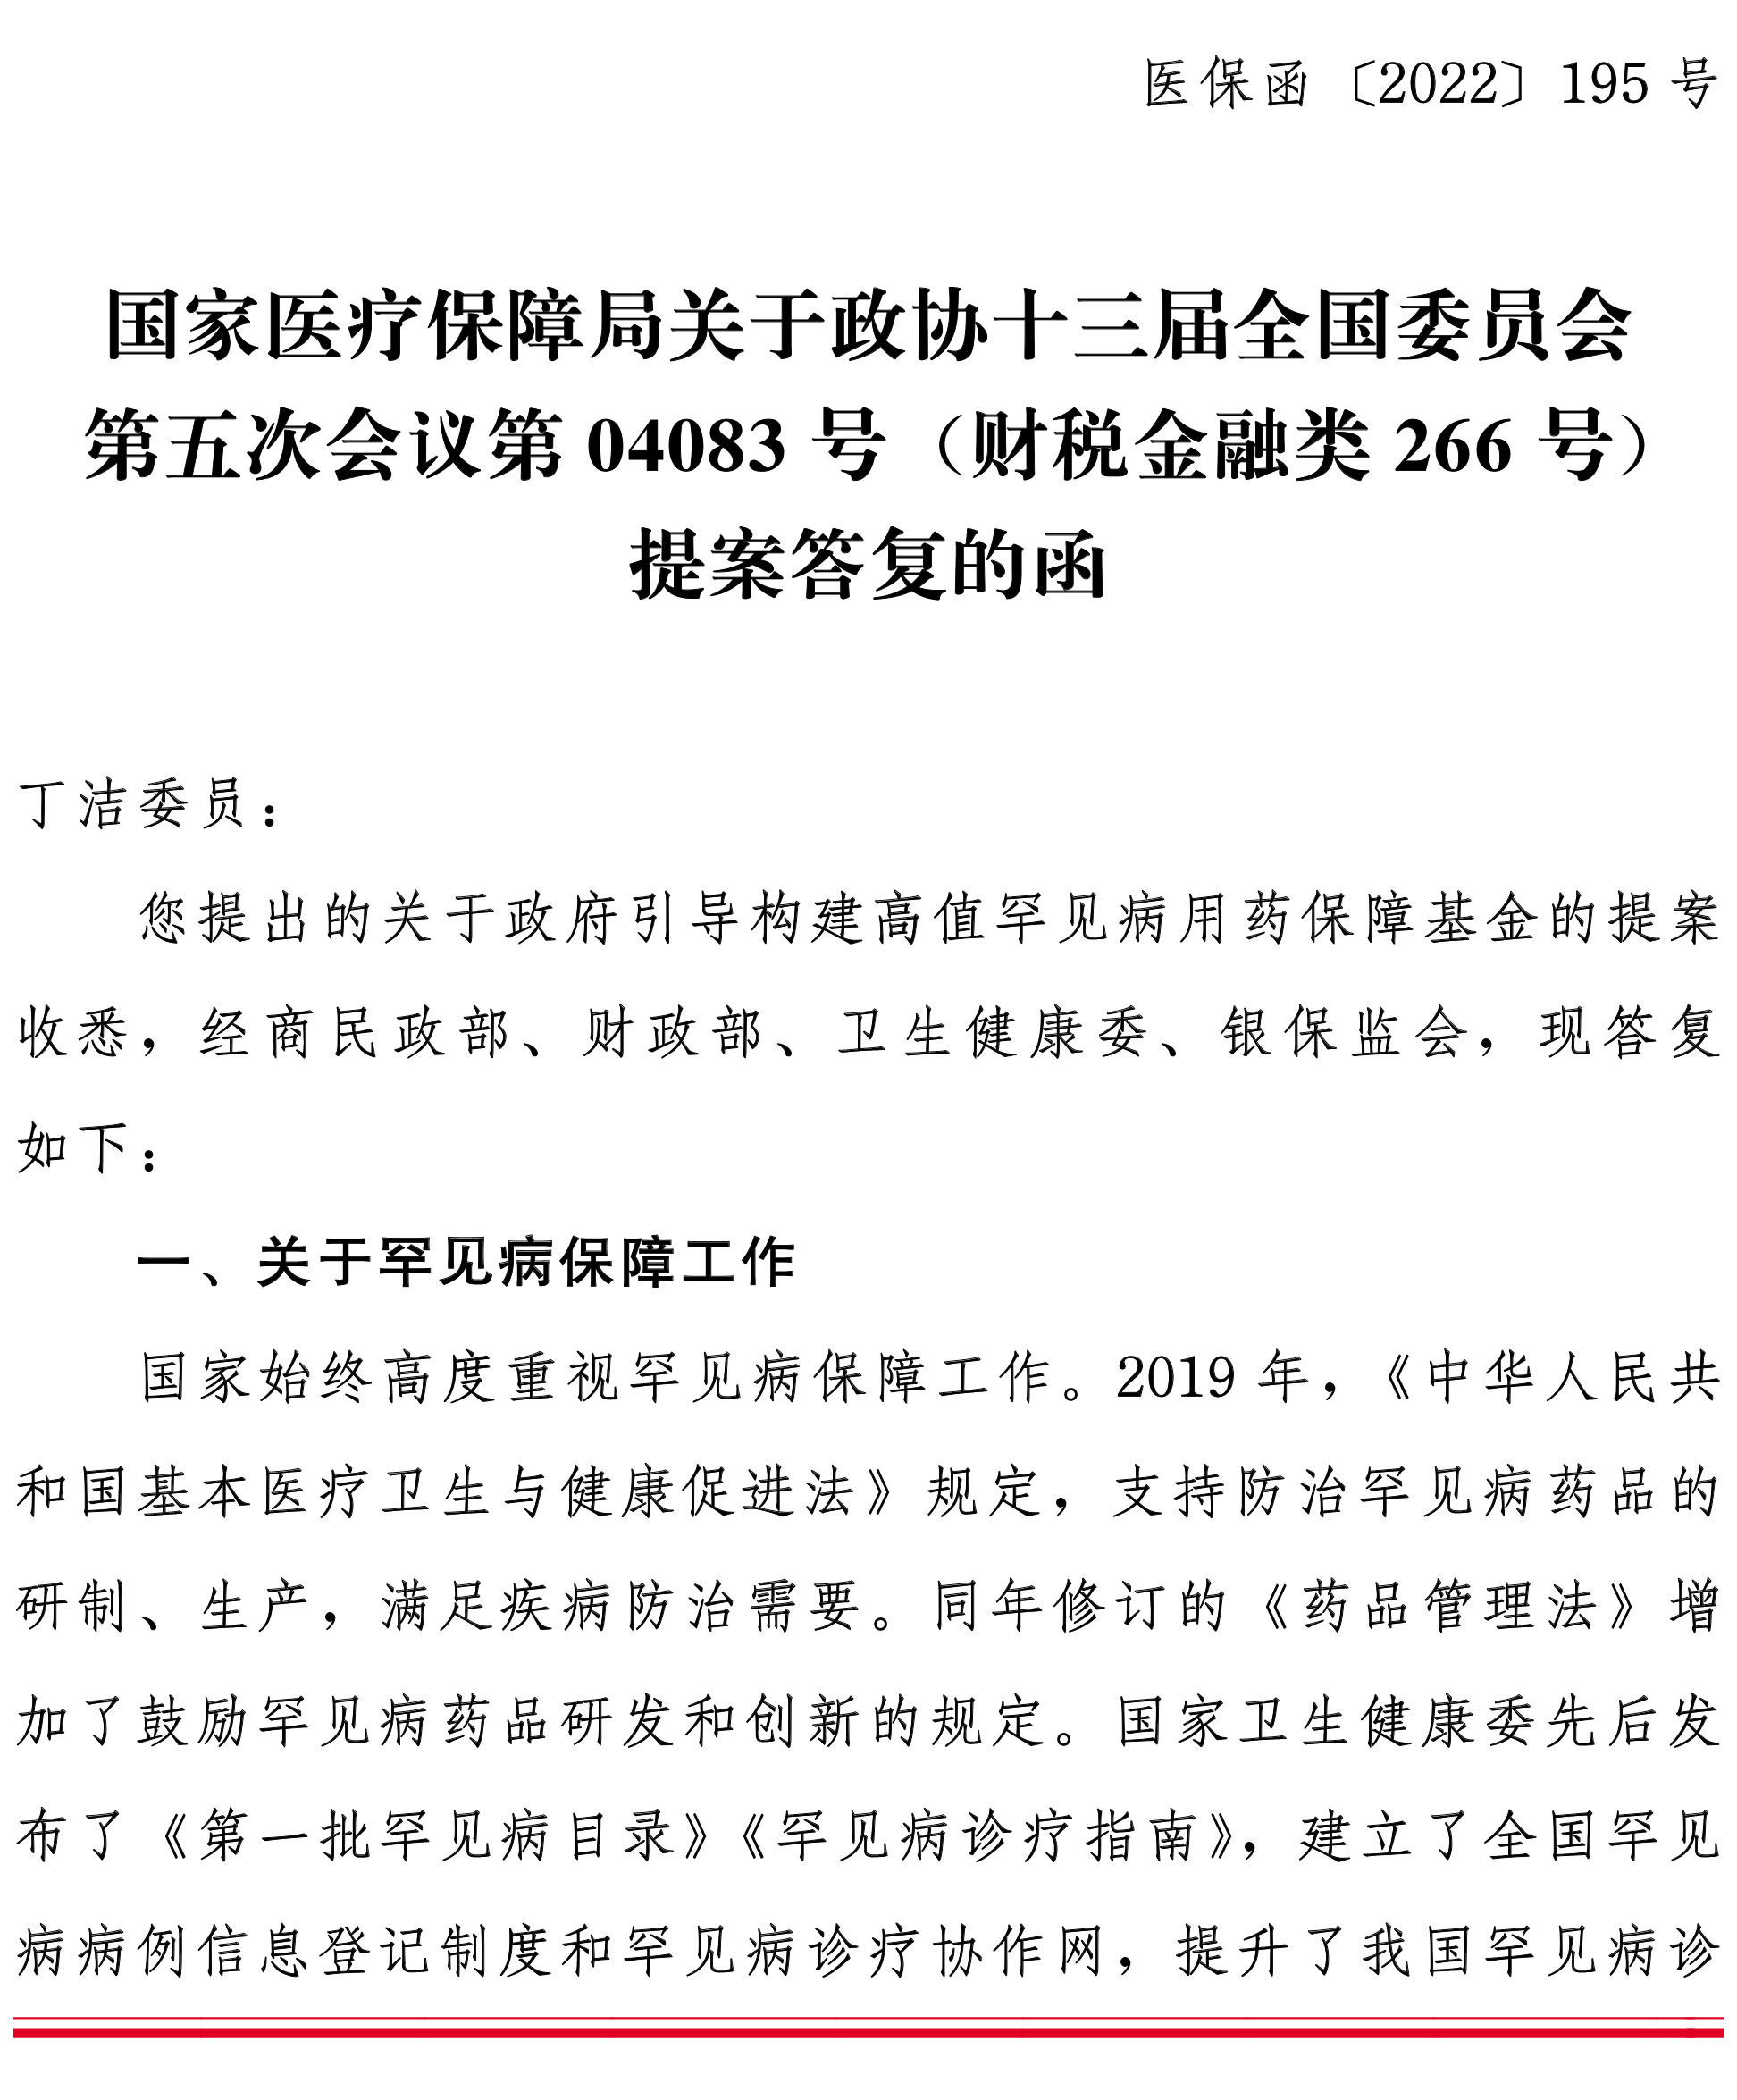 医保函〔2022〕195 号
国家医疗保障局关于政协十三届全国委员会
第五次会议第 04083 号（财税金融类 266 号）
提案答复的函
丁洁委员：
您提出的关于政府引导构建高值罕见病用药保障基金的提案
收悉，经商民政部、财政部、卫生健康委、银保监会，现答复
如下：
一、关于罕见病保障工作
国家始终高度重视罕见病保障工作。2019 年，《中华人民共
和国基本医疗卫生与健康促进法》规定，支持防治罕见病药品的
研制、生产，满足疾病防治需要。同年修订的《药品管理法》增
加了鼓励罕见病药品研发和创新的规定。国家卫生健康委先后发
布了《第一批罕见病目录》《罕见病诊疗指南》，建立了全国罕见
病病例信息登记制度和罕见病诊疗协作网，提升了我国罕见病诊